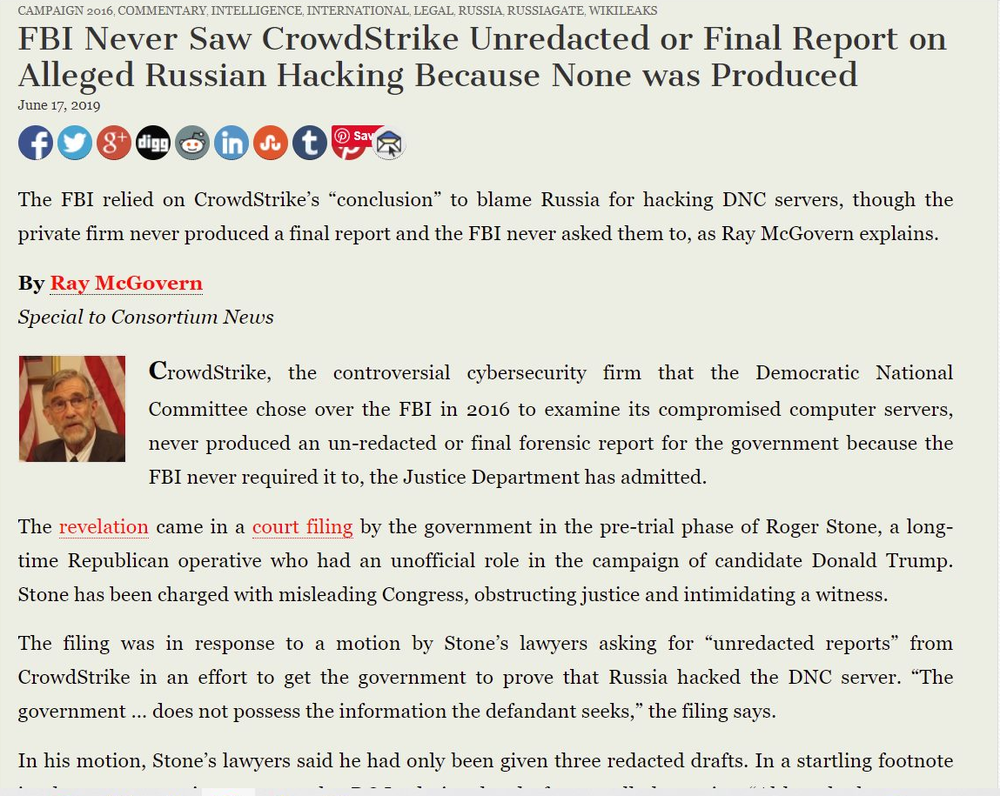 CAMPAIGN 2016, COMMENTARY, INTELLIGENCE, INTERNATIONAL, LEGAL, RUSSIA, RUSSIAGATE, WIKILEAKS
FBI Never Saw CrowdStrike Unredacted or Final Report on
Alleged Russian Hacking Because None was Produced
June 17, 2019
f g+ digg in t Sav
The FBI relied on CrowdStrike’s “conclusion” to blame Russia for hacking DNC servers, though the
private firm never produced a final report and the FBI never asked them to, as Ray McGovern explains.
By Ray McGovern
Special to Consortium News
CrowdStrike, the controversial cybersecurity firm that the Democratic National
Committee chose over the FBI in 2016 to examine its compromised computer servers,
never produced an un-redacted or final forensic report for the government because the
FBI never required it to, the Justice Department has admitted.
The revelation came in a court filing by the government in the pre-trial phase of Roger Stone, a long-
time Republican operative who had an unofficial role in the campaign of candidate Donald Trump.
Stone has been charged with misleading Congress, obstructing justice and intimidating a witness.
The filing was in response to a motion by Stone’s lawyers asking for “unredacted reports” from
CrowdStrike in an effort to get the government to prove that Russia hacked the DNC server. “The
government … does not possess the information the defandant seeks,” the filing says.
In his motion, Stone’s lawyers said he had only been given three redacted drafts. In a startling footnote